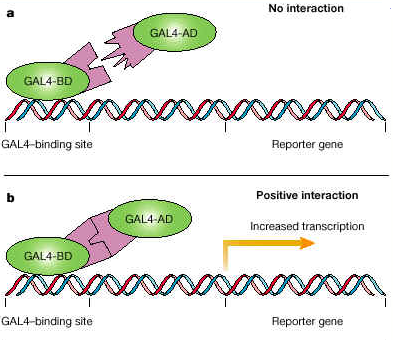 a
No interaction
GAL4-AD
GAL4-BD
GAL4–binding site
Reporter gene
b
Positive interaction
GAL4-AD
Increased transcription
GAL4-BD
GAL4–binding site
Reporter gene